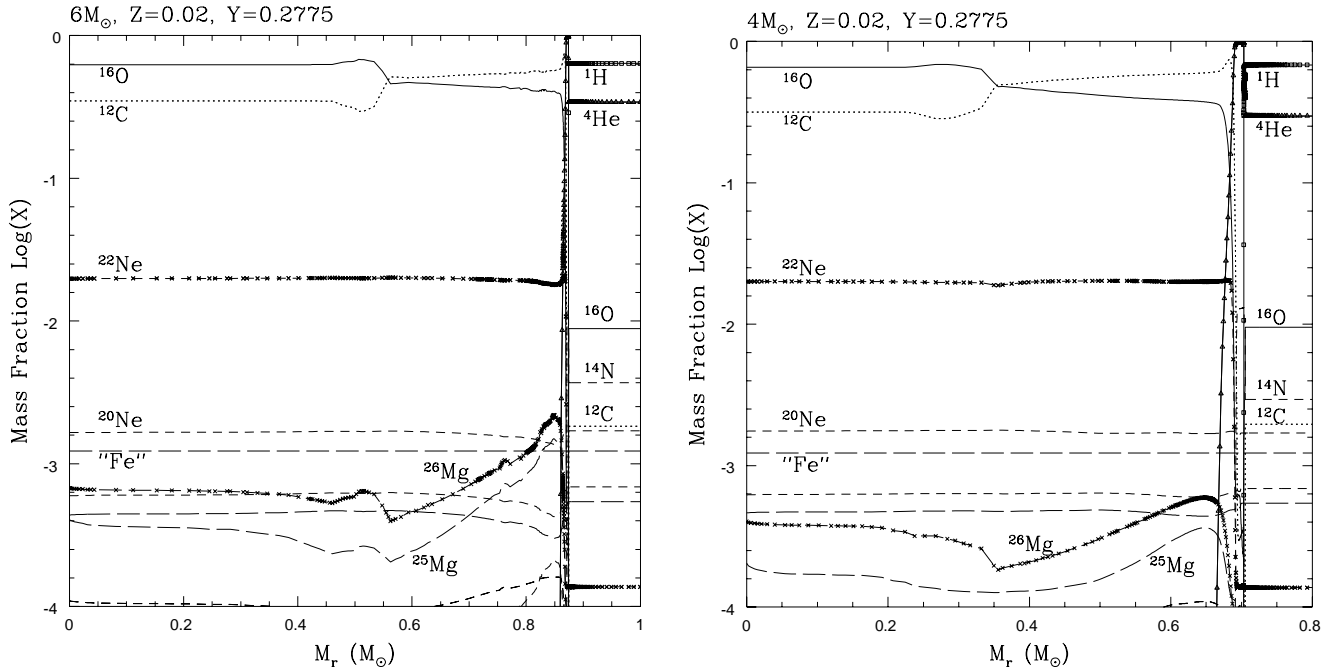 6M☉, Z=0.02, Y=0.2775
0
-1
-2
-3
-4
Mass Fraction Log(X)
¹⁶O
¹²C
²²Ne
²⁰Ne
"Fe"
²⁶Mg
²⁵Mg
¹H
⁴He
¹⁶O
¹⁴N
¹²C
0 0.2 0.4 0.6 0.8 1
Mᵣ (M☉)
4M☉, Z=0.02, Y=0.2775
0
-1
-2
-3
-4
Mass Fraction Log(X)
¹⁶O
¹²C
²²Ne
²⁰Ne
"Fe"
²⁶Mg
²⁵Mg
¹H
⁴He
¹⁶O
¹⁴N
¹²C
0 0.2 0.4 0.6 0.8
Mᵣ (M☉)